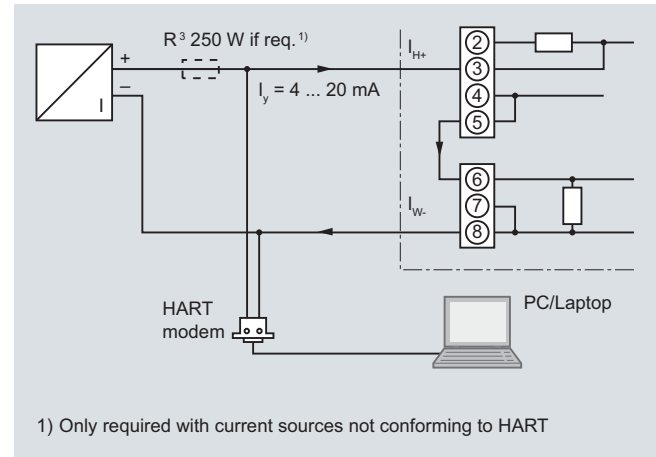 R³ 250 W if req.¹⁾
+
–
I
I_y = 4 ... 20 mA
I_H+
2
3
4
5
6
7
8
I_W-
HART
modem
PC/Laptop
1) Only required with current sources not conforming to HART